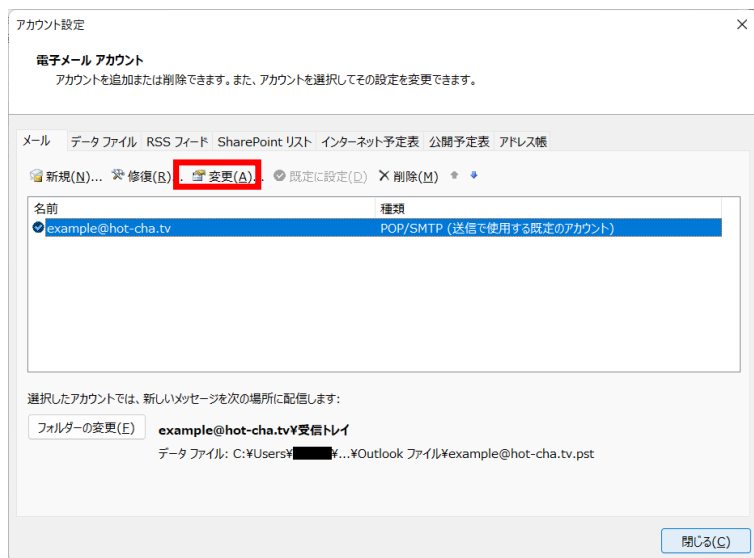 アカウント設定
電子メール アカウント
アカウントを追加または削除できます。また、アカウントを選択してその設定を変更できます。
メール データ ファイル RSS フィード SharePoint リスト インターネット予定表 公開予定表 アドレス帳
新規(N)... 修復(R)... 変更(A)... 既定に設定(D) 削除(M)
名前 種類
example@hot-cha.tv POP/SMTP (送信で使用する既定のアカウント)
選択したアカウントでは、新しいメッセージを次の場所に配信します:
フォルダーの変更(F) example@hot-cha.tv¥受信トレイ
データ ファイル: C:¥Users¥ ¥...¥Outlook ファイル¥example@hot-cha.tv.pst
閉じる(C)